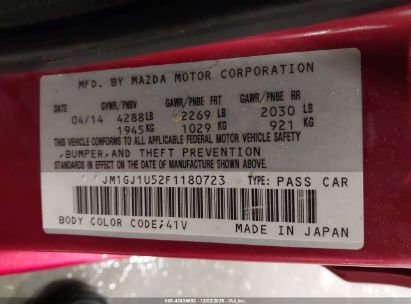 MFD. BY MAZDA MOTOR CORPORATION
DATE GVWR/PNBV GAWR/PNBE FRT GAWR/PNBE RR
04/14 4288LB 2269 LB 2030 LB
1945KG 1029 KG 921 KG
THIS VEHICLE CONFORMS TO ALL APPLICABLE FEDERAL MOTOR VEHICLE SAFETY
,BUMPER,AND THEFT PREVENTION
STANDARDS IN EFFECT ON THE DATE OF MANUFACTURE SHOWN ABOVE.
JM1GJ1U52F1180723 TYPE: PASS CAR
BODY COLOR CODE;41V MADE IN JAPAN